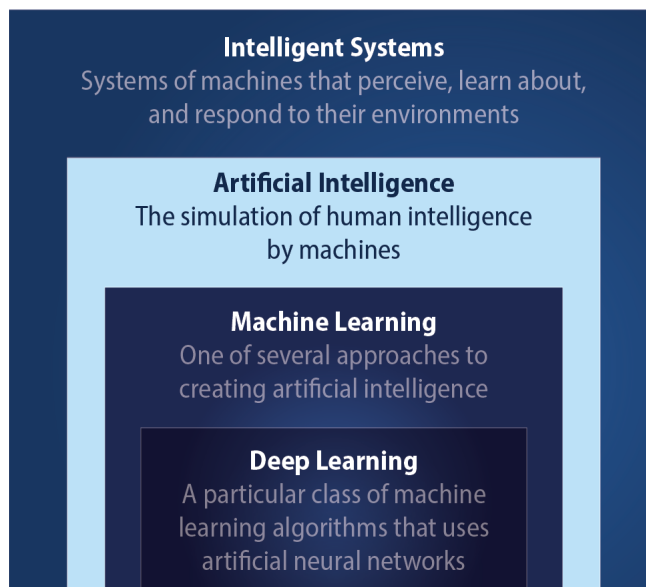 Intelligent Systems
Systems of machines that perceive, learn about,
and respond to their environments
Artificial Intelligence
The simulation of human intelligence
by machines
Machine Learning
One of several approaches to
creating artificial intelligence
Deep Learning
A particular class of machine
learning algorithms that uses
artificial neural networks